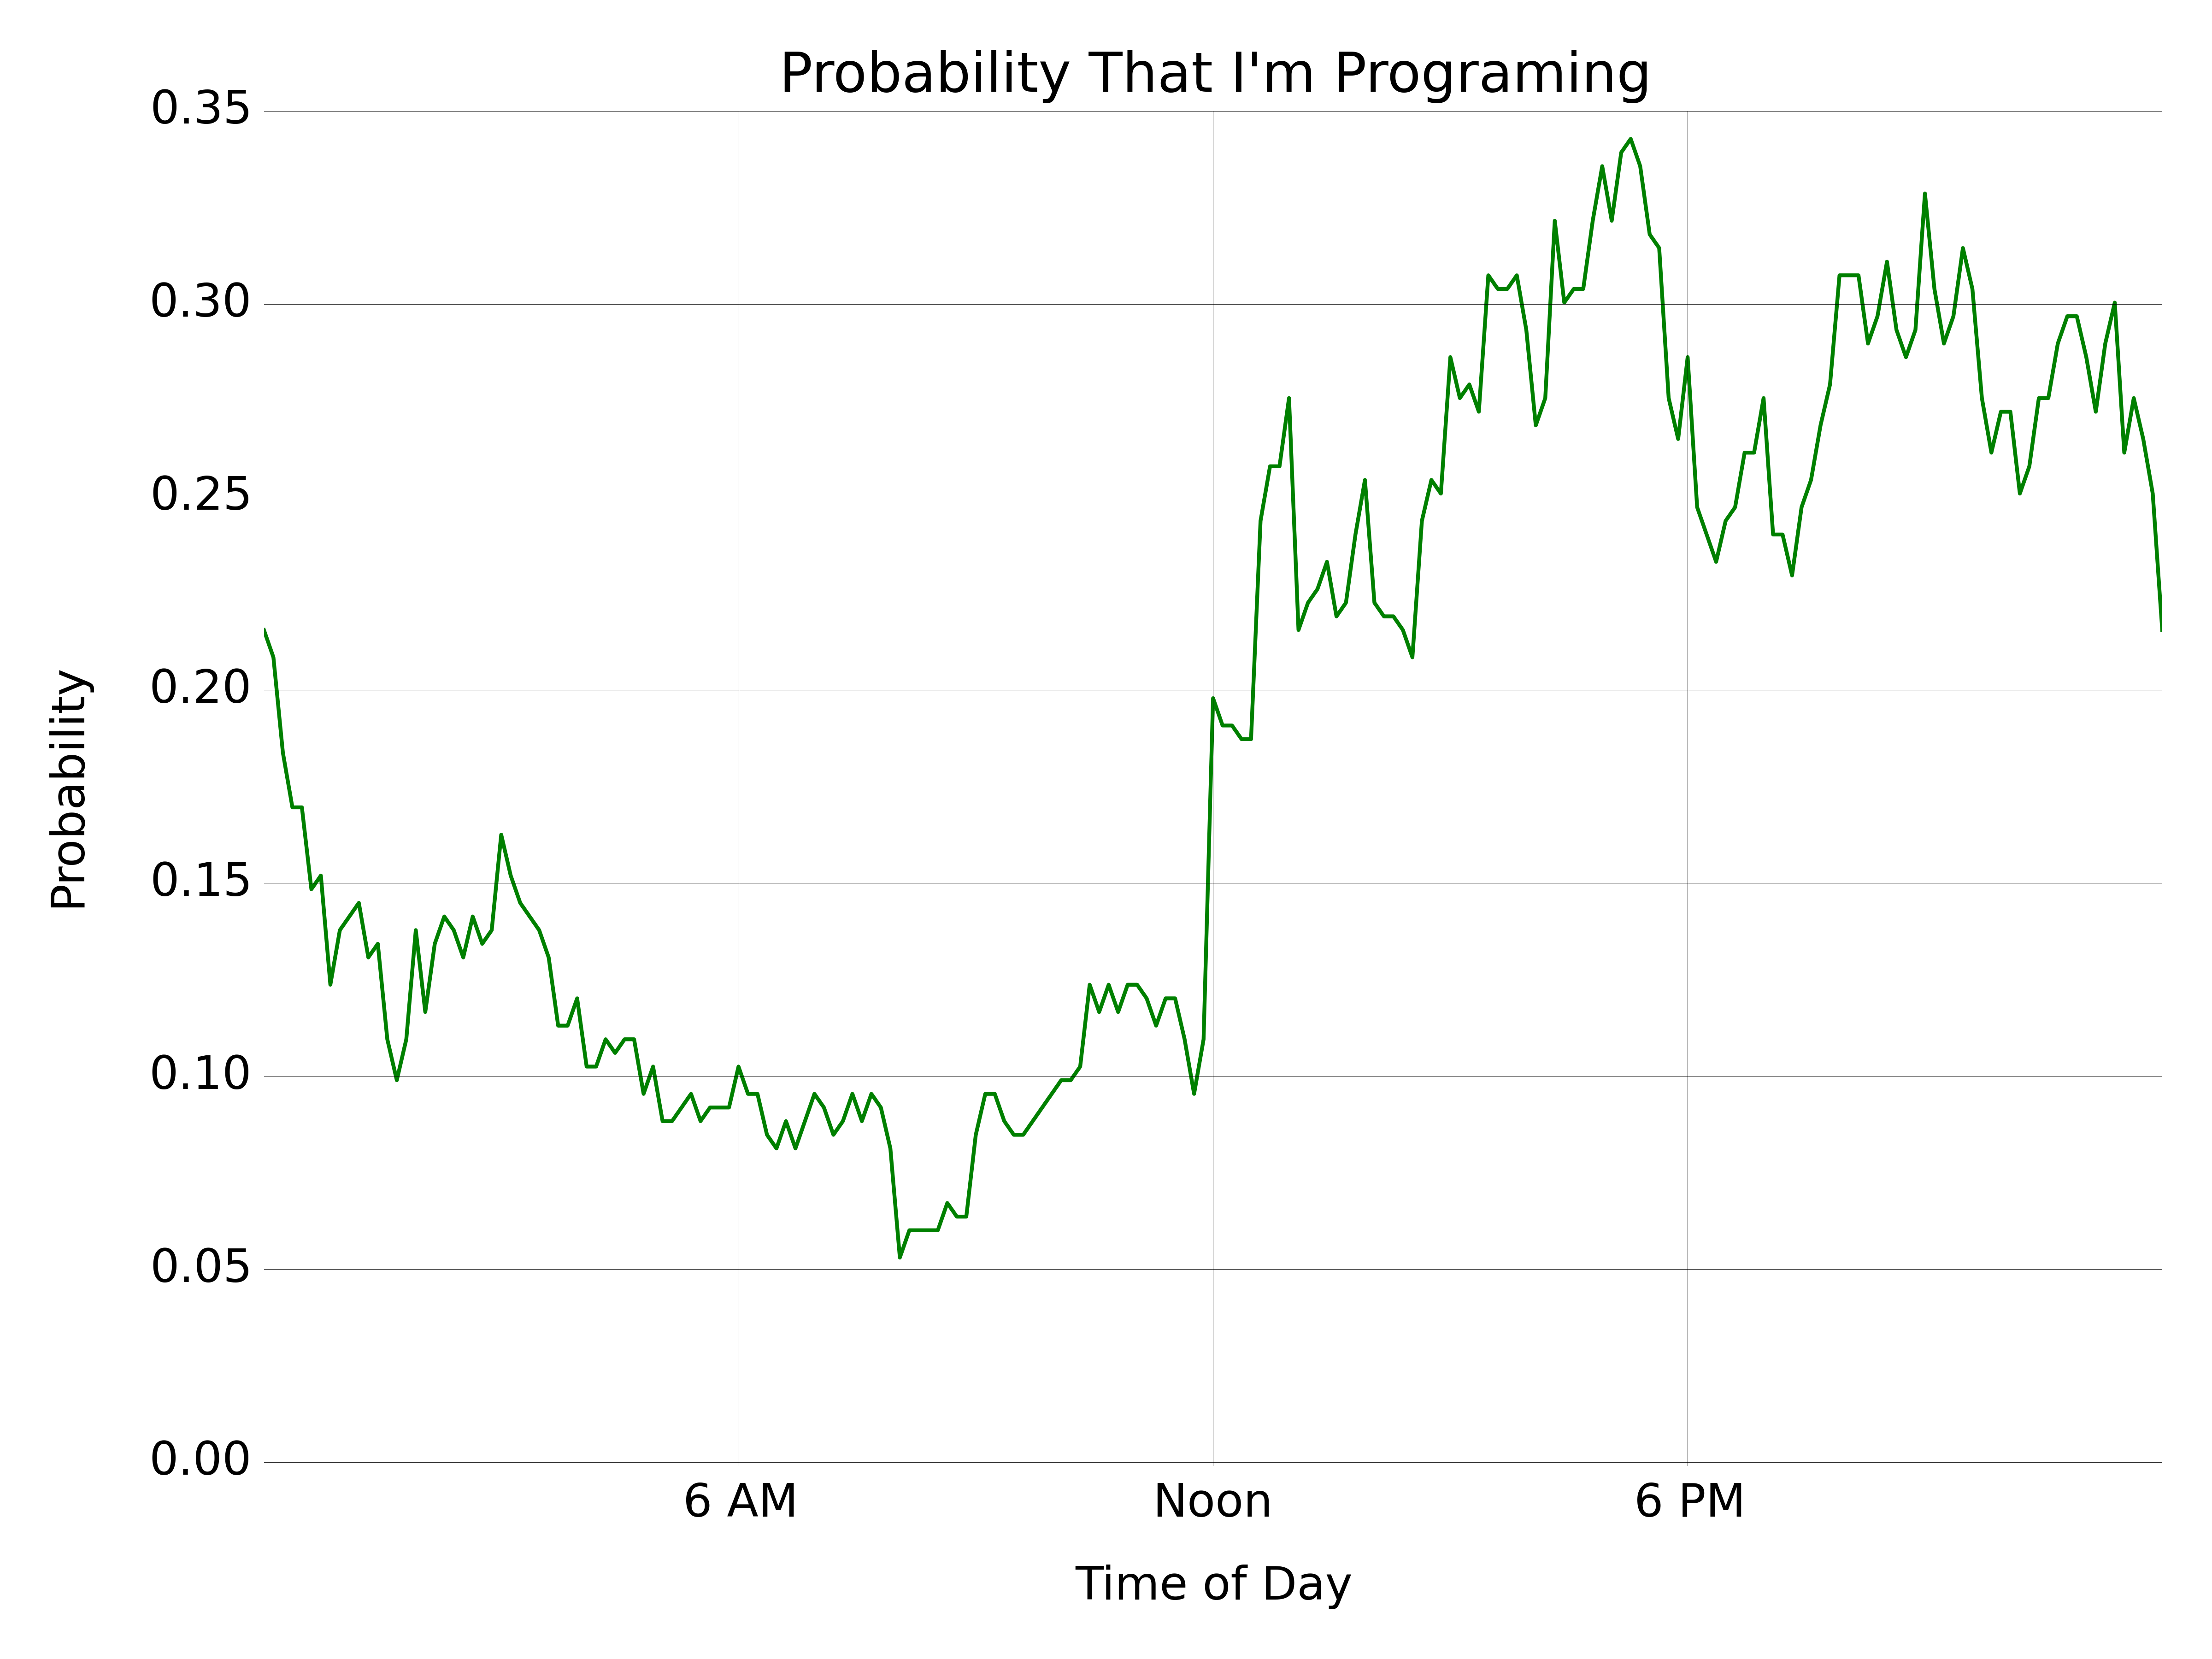 Probability That I'm Programing
0.35
0.30
0.25
0.20
0.15
0.10
0.05
0.00
Probability
6 AM
Noon
6 PM
Time of Day